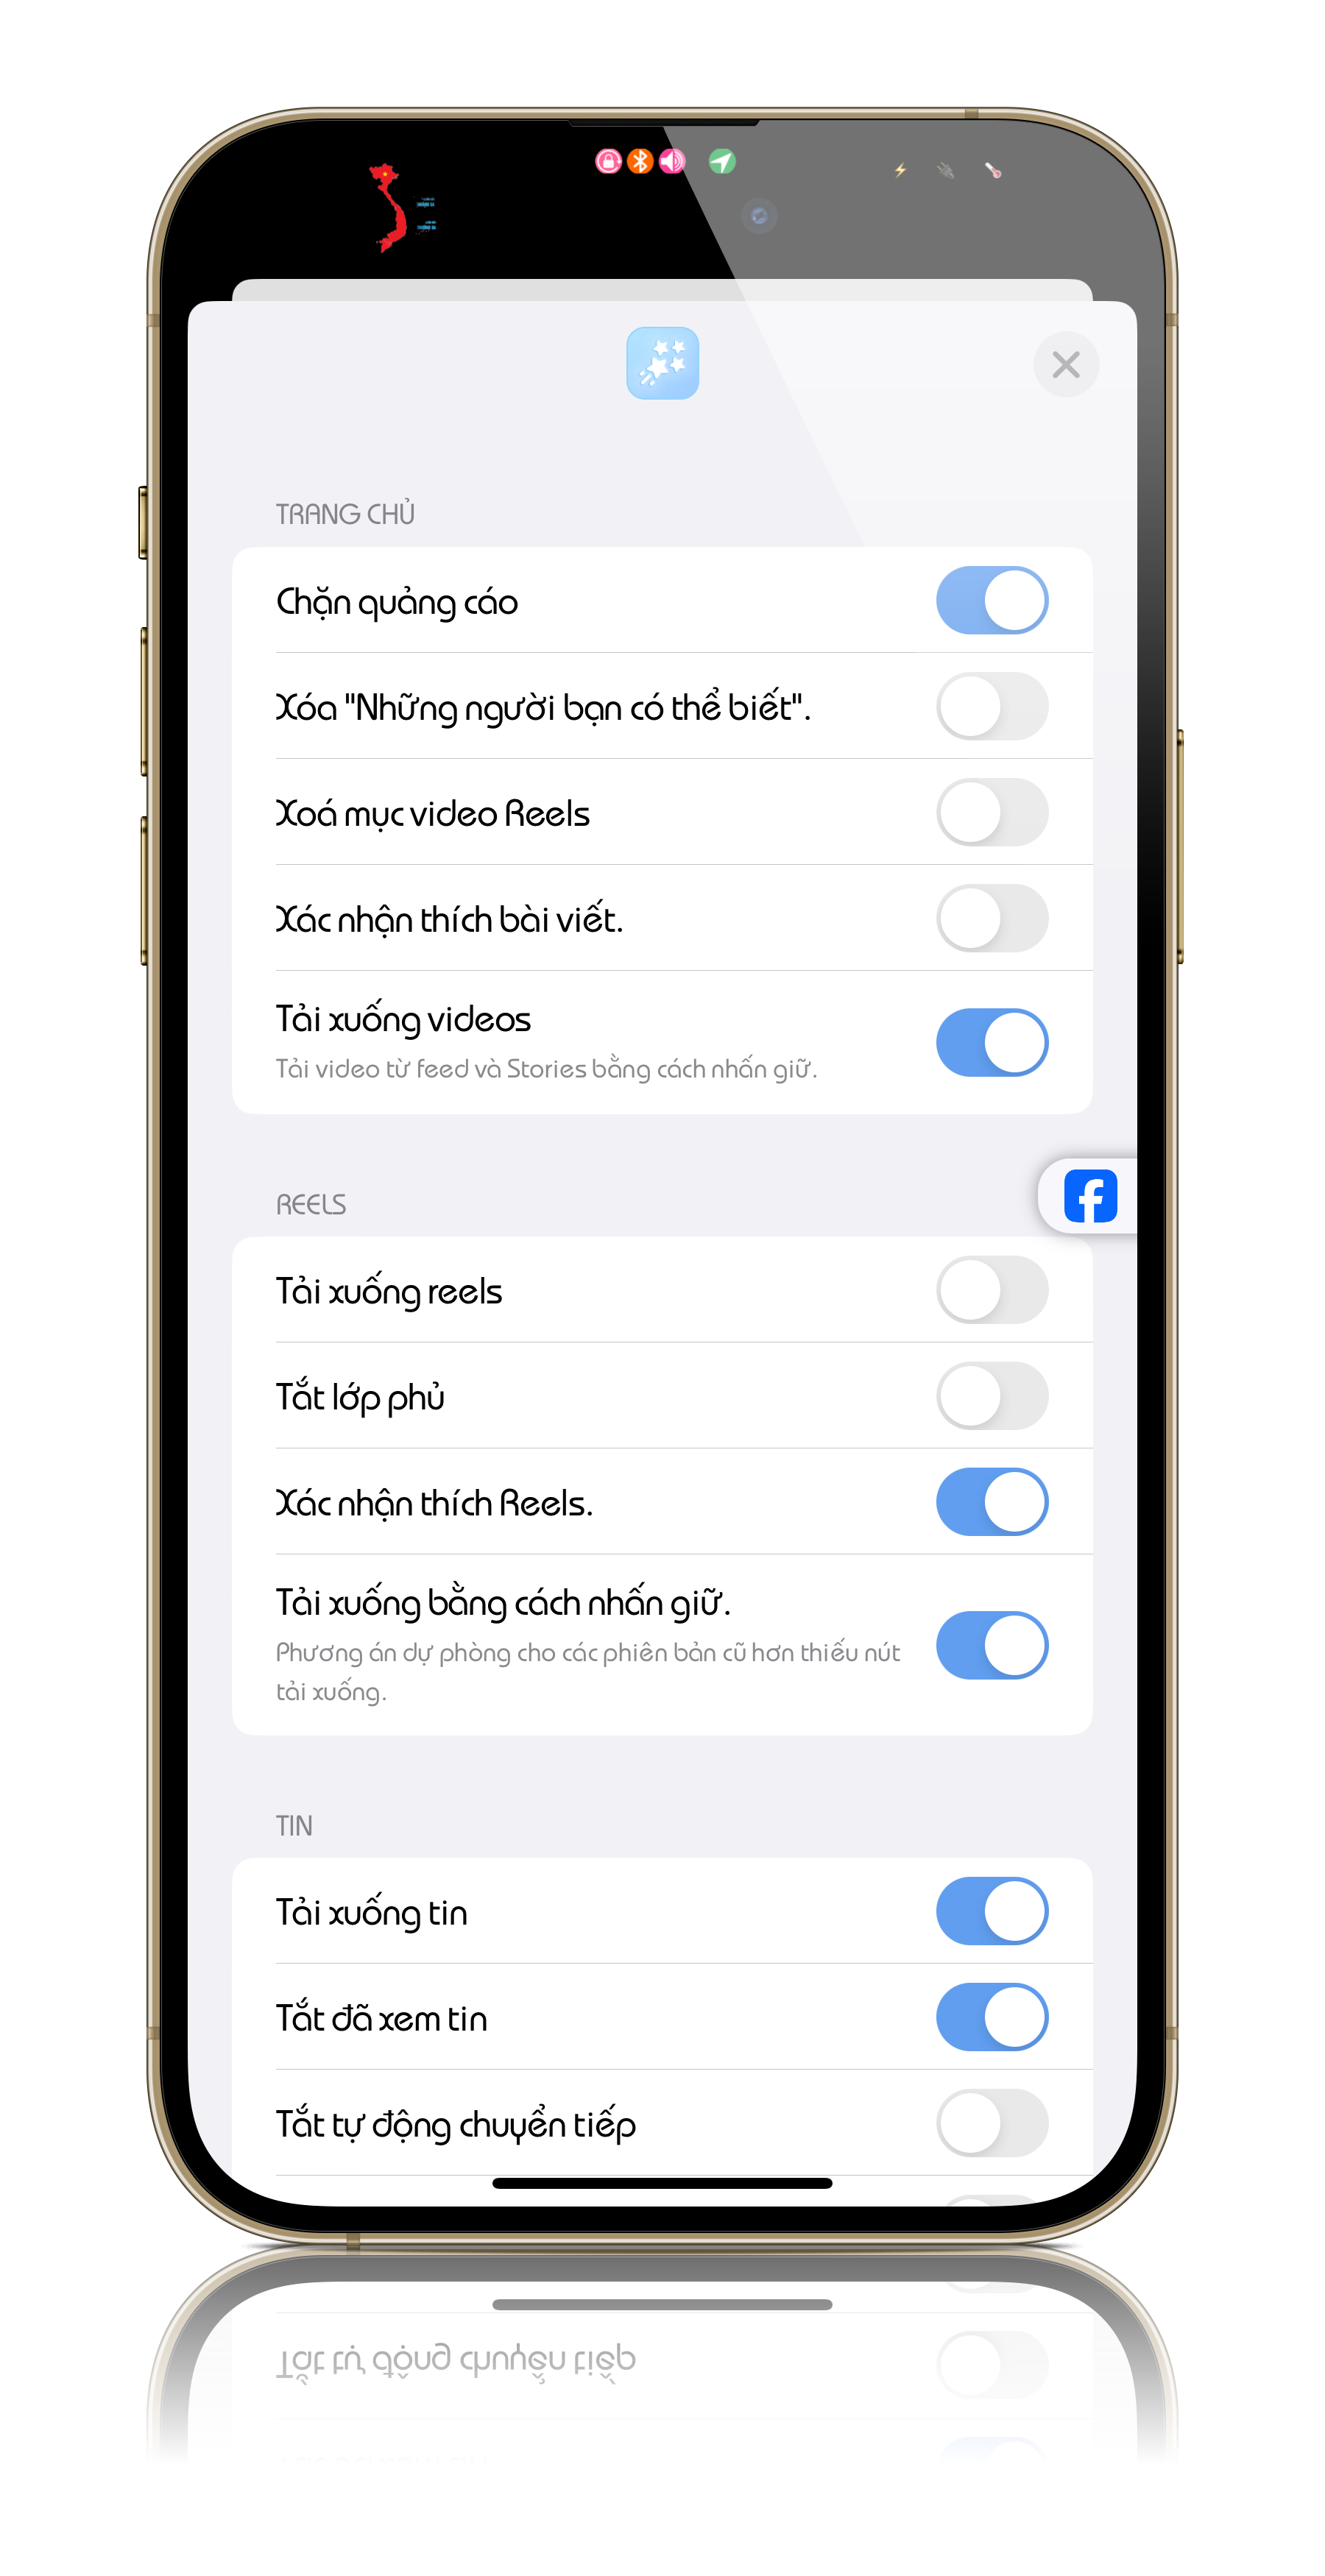 TRANG CHỦ
Chặn quảng cáo
Xóa "Những người bạn có thể biết".
Xoá mục video Reels
Xác nhận thích bài viết.
Tải xuống videos
Tải video từ feed và Stories bằng cách nhấn giữ.
REELS
Tải xuống reels
Tắt lớp phủ
Xác nhận thích Reels.
Tải xuống bằng cách nhấn giữ.
Phương án dự phòng cho các phiên bản cũ hơn thiếu nút
tải xuống.
TIN
Tải xuống tin
Tắt đã xem tin
Tắt tự động chuyển tiếp